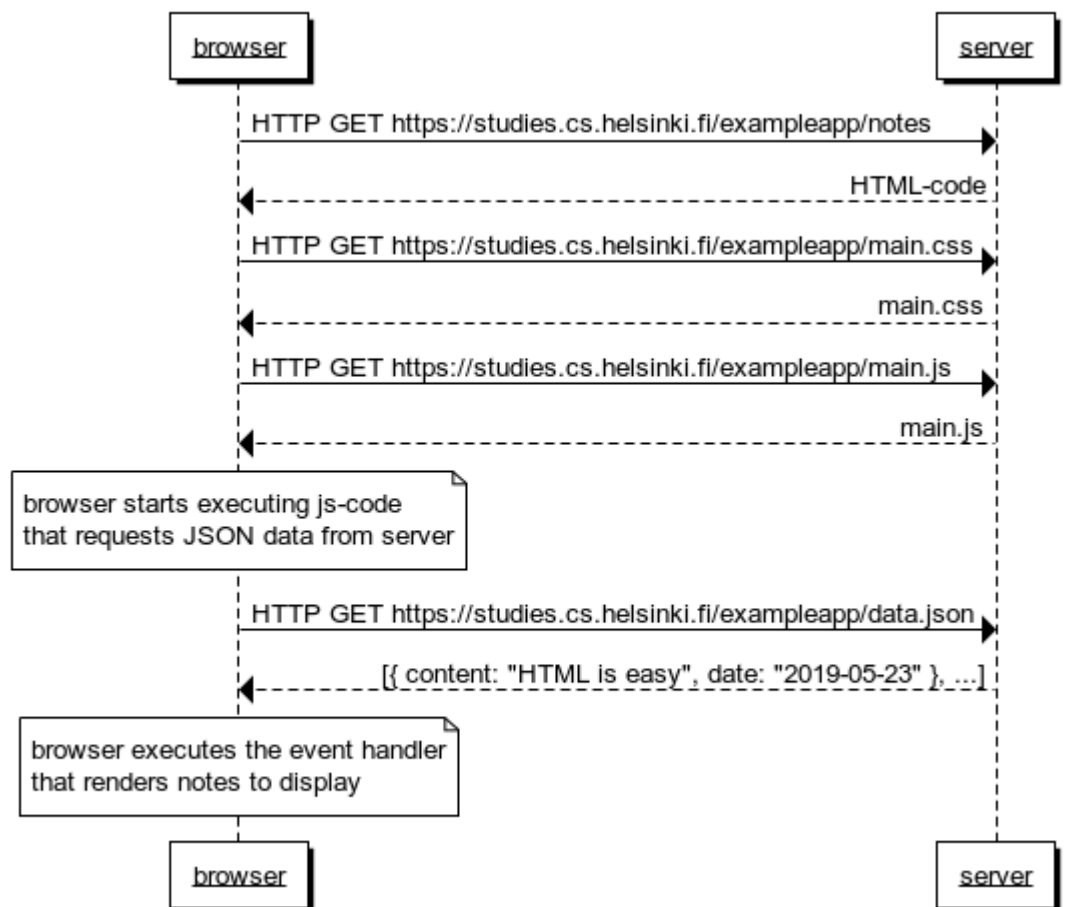 browser
server
HTTP GET https://studies.cs.helsinki.fi/exampleapp/notes
HTML-code
HTTP GET https://studies.cs.helsinki.fi/exampleapp/main.css
main.css
HTTP GET https://studies.cs.helsinki.fi/exampleapp/main.js
main.js
browser starts executing js-code
that requests JSON data from server
HTTP GET https://studies.cs.helsinki.fi/exampleapp/data.json
[{ content: "HTML is easy", date: "2019-05-23" }, ...]
browser executes the event handler
that renders notes to display
browser
server